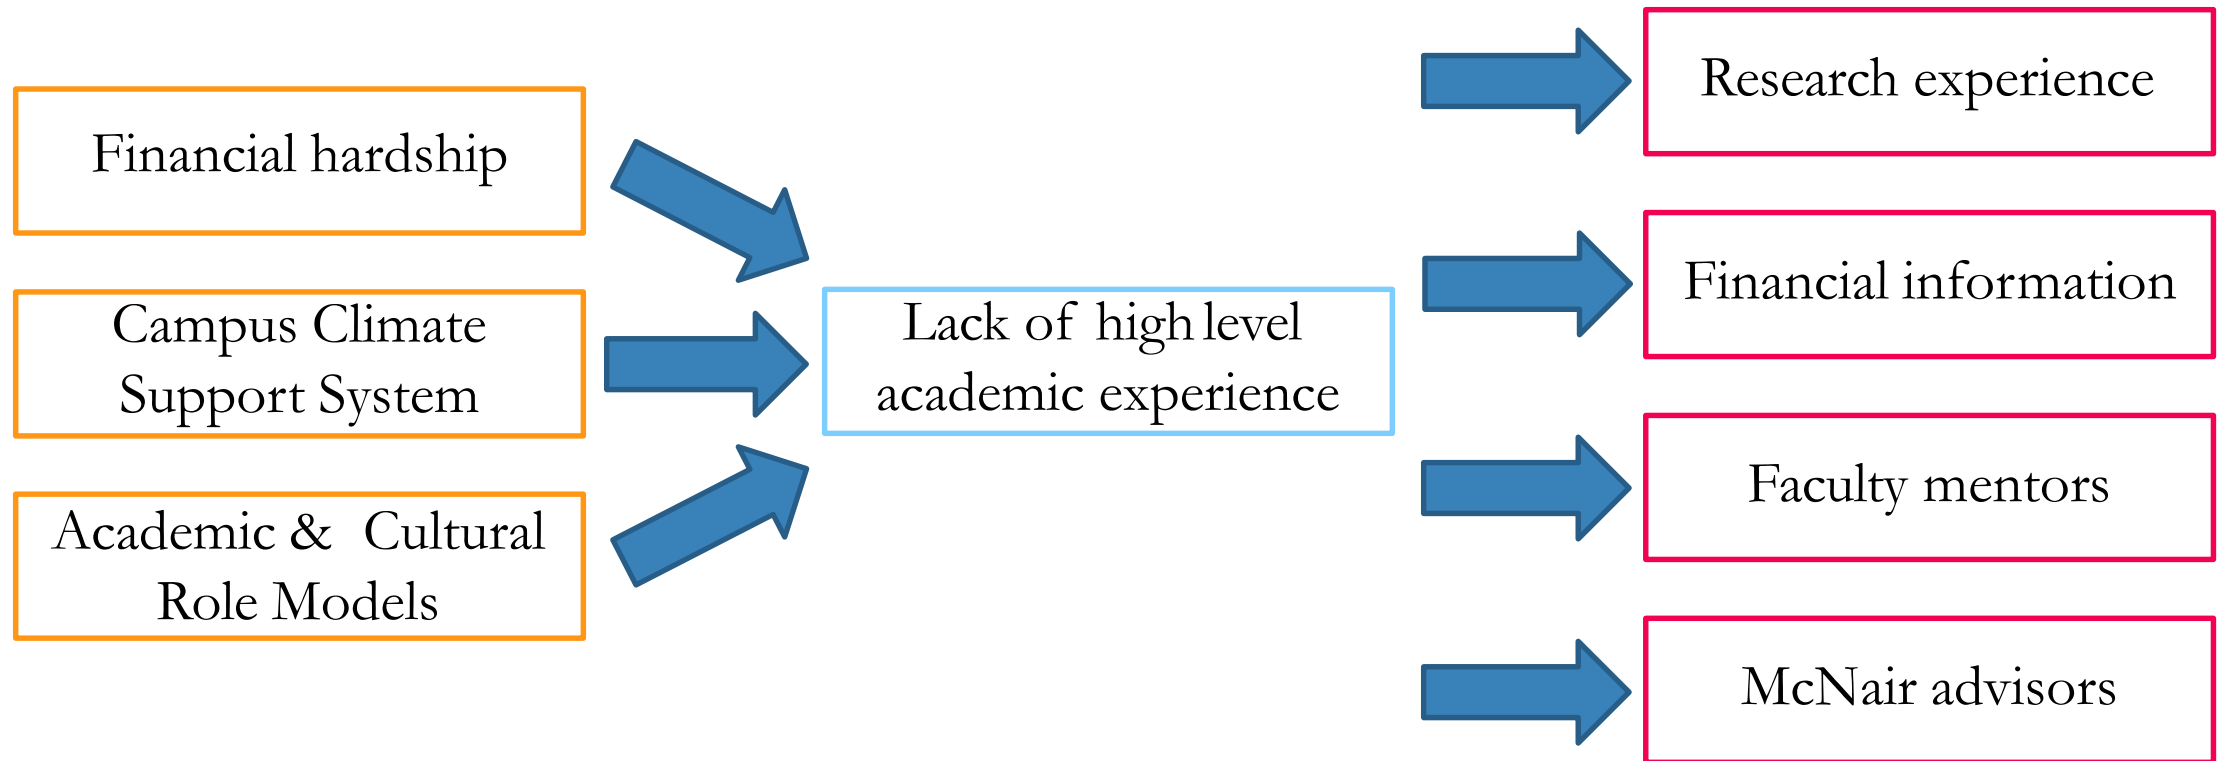 Financial hardship
Campus Climate
Support System
Academic & Cultural
Role Models
Lack of high level
academic experience
Research experience
Financial information
Faculty mentors
McNair advisors